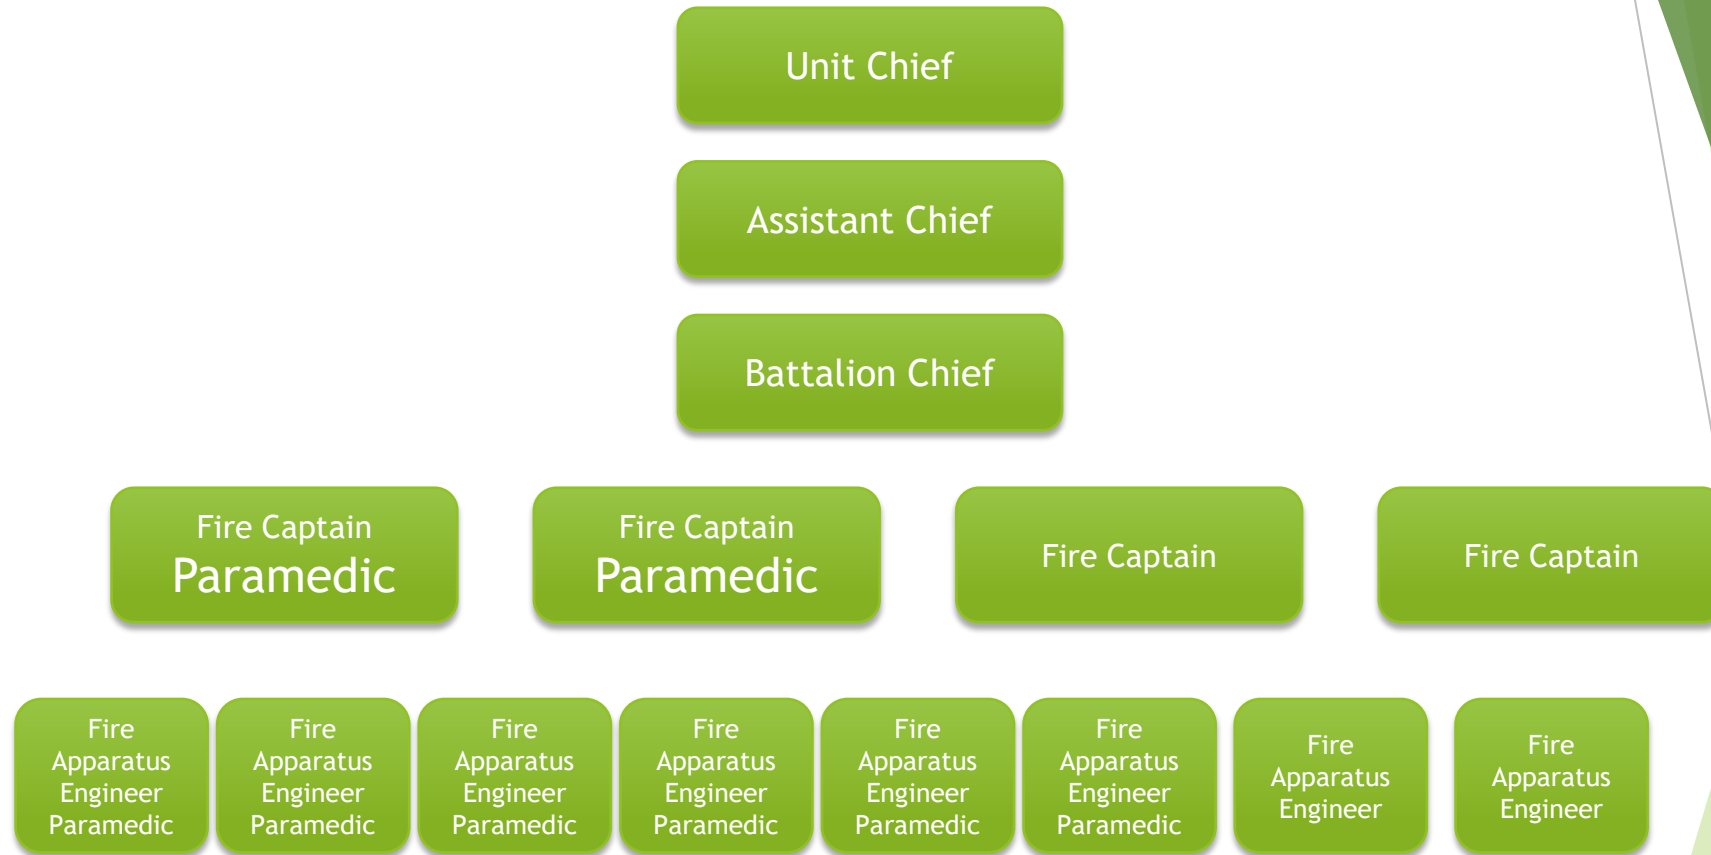 Unit Chief
Assistant Chief
Battalion Chief
Fire Captain
Paramedic
Fire Captain
Paramedic
Fire Captain
Fire Captain
Fire
Apparatus
Engineer
Paramedic
Fire
Apparatus
Engineer
Paramedic
Fire
Apparatus
Engineer
Paramedic
Fire
Apparatus
Engineer
Paramedic
Fire
Apparatus
Engineer
Paramedic
Fire
Apparatus
Engineer
Paramedic
Fire
Apparatus
Engineer
Fire
Apparatus
Engineer